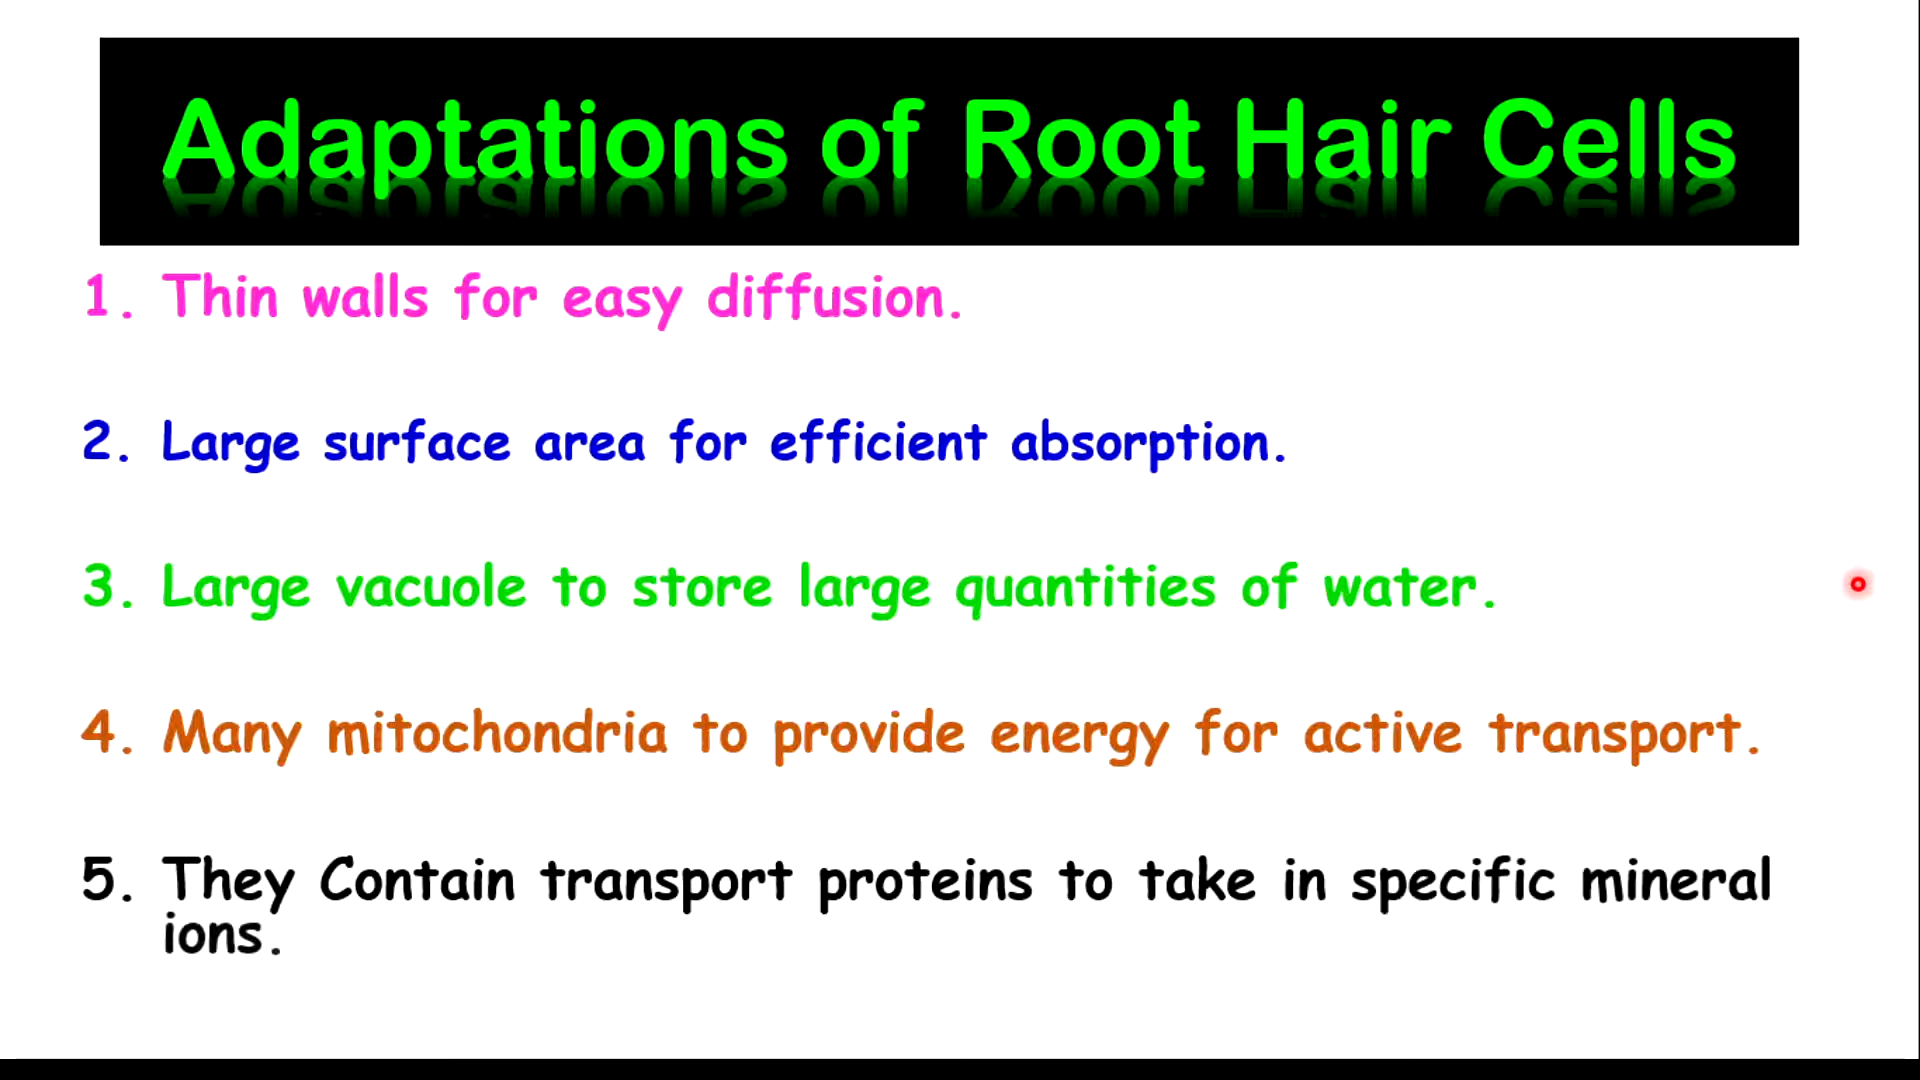 Adaptations of Root Hair Cells
1. Thin walls for easy diffusion.
2. Large surface area for efficient absorption.
3. Large vacuole to store large quantities of water.
4. Many mitochondria to provide energy for active transport.
5. They Contain transport proteins to take in specific mineral
ions.